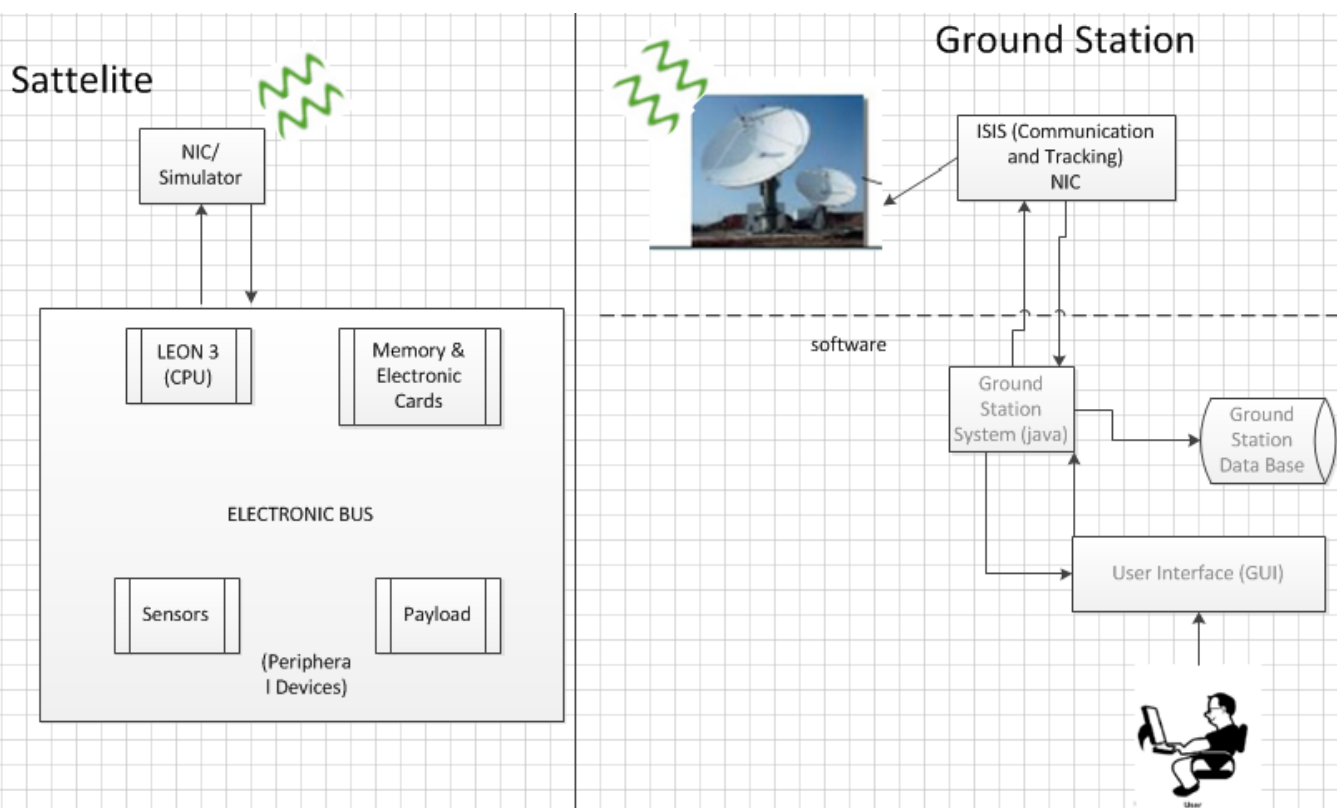 Sattelite
NIC/
Simulator
LEON 3
(CPU)
Memory &
Electronic
Cards
ELECTRONIC BUS
Sensors
Payload
(Periphera
l Devices)
Ground Station
ISIS (Communication
and Tracking)
NIC
software
Ground
Station
System (java)
Ground
Station
Data Base
User Interface (GUI)
User